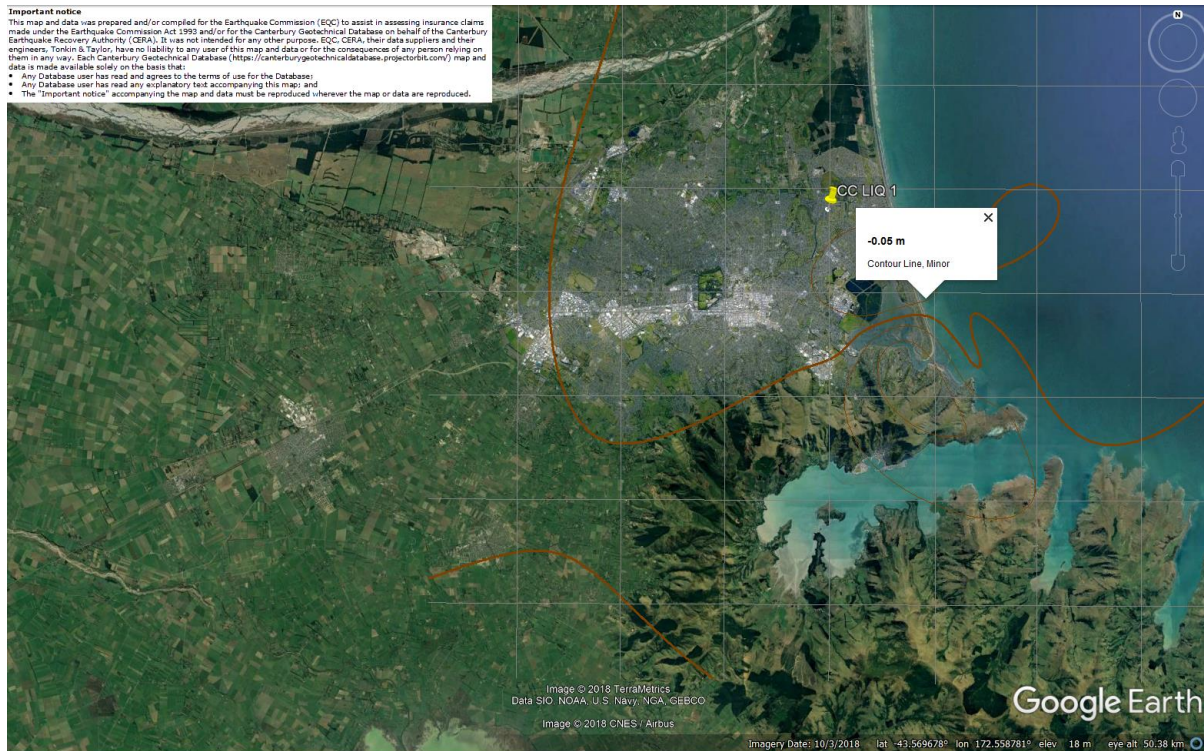 Important notice
This map and data was prepared and/or compiled for the Earthquake Commission (EQC) to assist in assessing insurance claims
made under the Earthquake Commission Act 1993 and/or for the Canterbury Geotechnical Database on behalf of the Canterbury
Earthquake Recovery Authority (CERA). It was not intended for any other purpose. EQC, CERA, their data suppliers and their
engineers, Tonkin & Taylor, have no liability to any user of this map and data or for the consequences of any person relying on
them in any way. Each Canterbury Geotechnical Database (https://canterburygeotechnicaldatabase.projectorbit.com/) map and
data is made available solely on the basis that:
• Any Database user has read and agrees to the terms of use for the Database;
• Any Database user has read any explanatory text accompanying this map; and
• The "Important notice" accompanying the map and data must be reproduced wherever the map or data are reproduced.
N
CC LIQ 1
-0.05 m
Contour Line, Minor
Image © 2018 TerraMetrics
Data SIO, NOAA, U.S. Navy, NGA, GEBCO
Image © 2018 CNES / Airbus
Google Earth
Imagery Date: 10/3/2018 lat -43.569678° lon 172.558781° elev 18 m eye alt 50.38 km